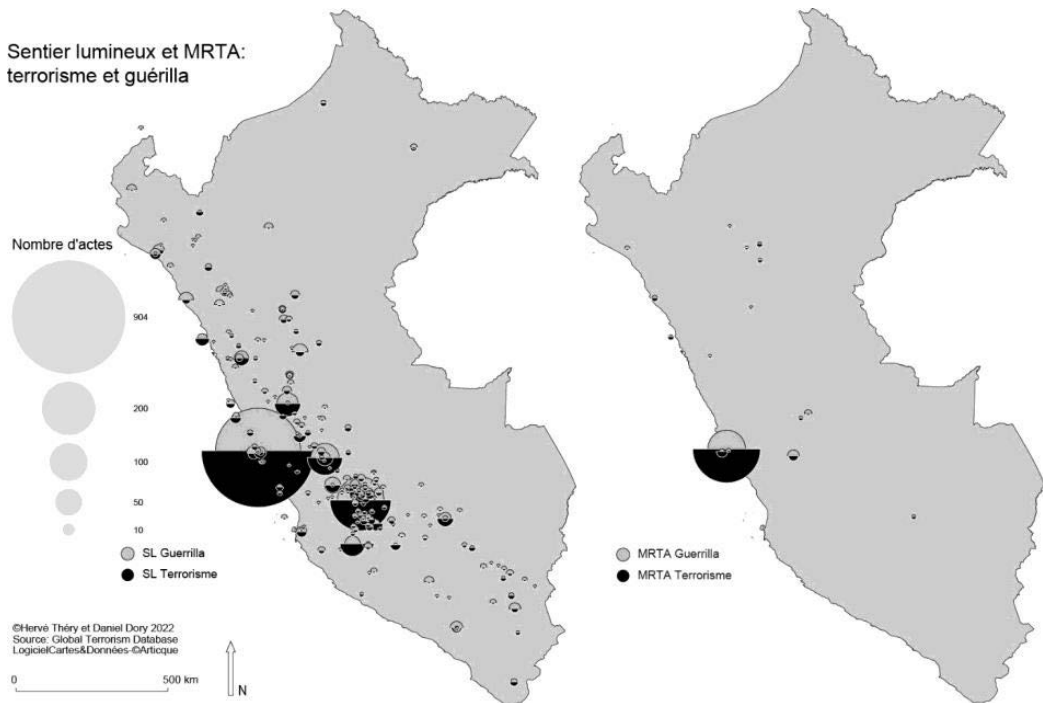 Sentier lumineux et MRTA:
terrorisme et guérilla
Nombre d'actes
904
200
100
50
10
SL Guerrilla
SL Terrorisme
MRTA Guerrilla
MRTA Terrorisme
©Hervé Théry et Daniel Dory 2022
Source: Global Terrorism Database
LogicielCartes&Données-©Articque
0 500 km
N